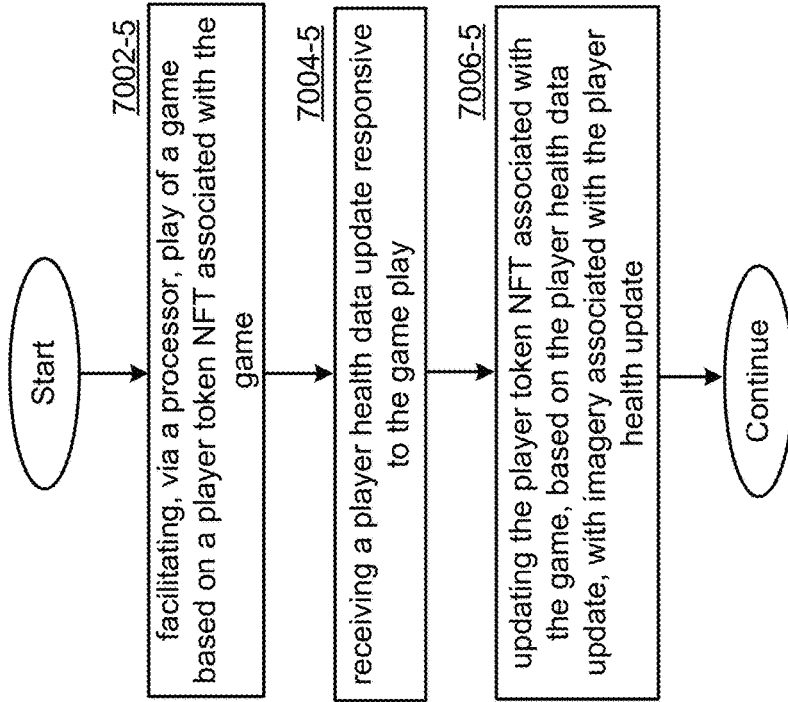 Start
7002-5
facilitating, via a processor, play of a game
based on a player token NFT associated with the
game
7004-5
receiving a player health data update responsive
to the game play
7006-5
updating the player token NFT associated with
the game, based on the player health data
update, with imagery associated with the player
health update
Continue